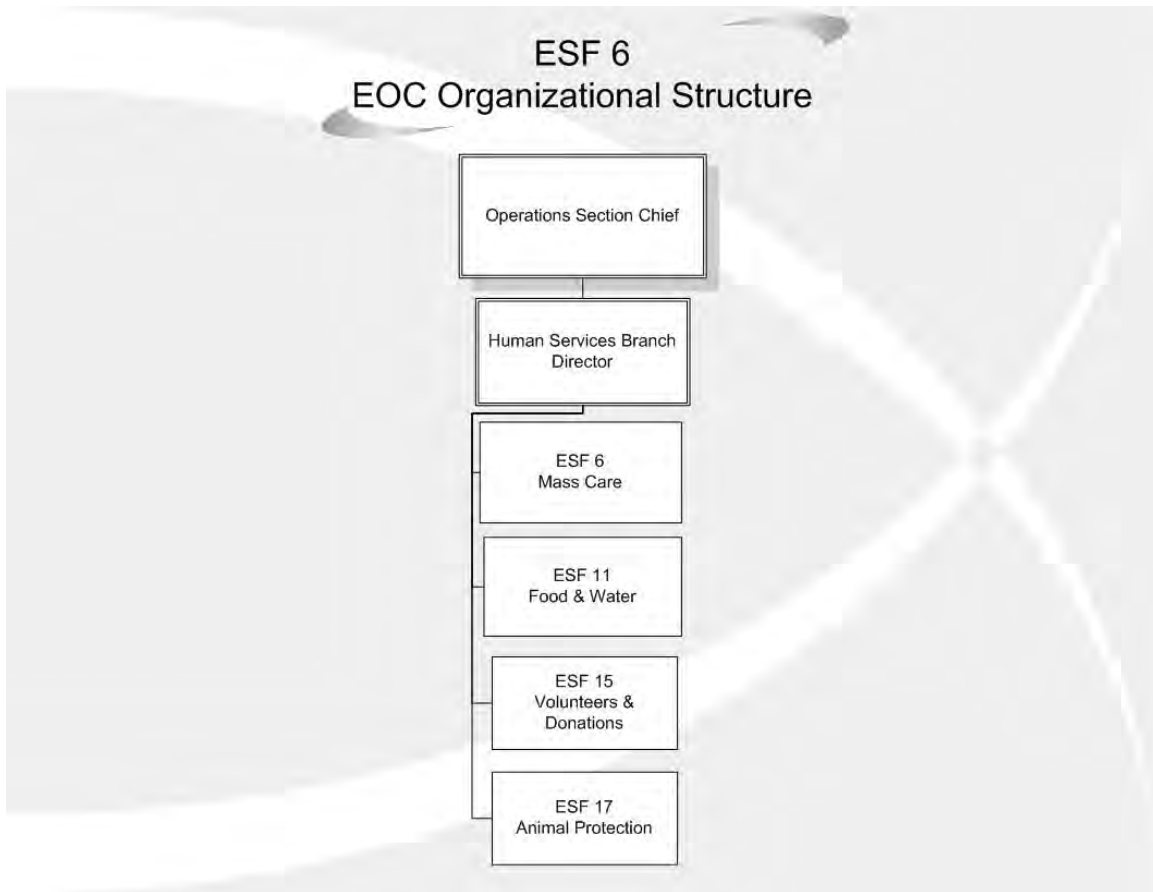 ESF 6
EOC Organizational Structure
Operations Section Chief
Human Services Branch
Director
ESF 6
Mass Care
ESF 11
Food & Water
ESF 15
Volunteers &
Donations
ESF 17
Animal Protection